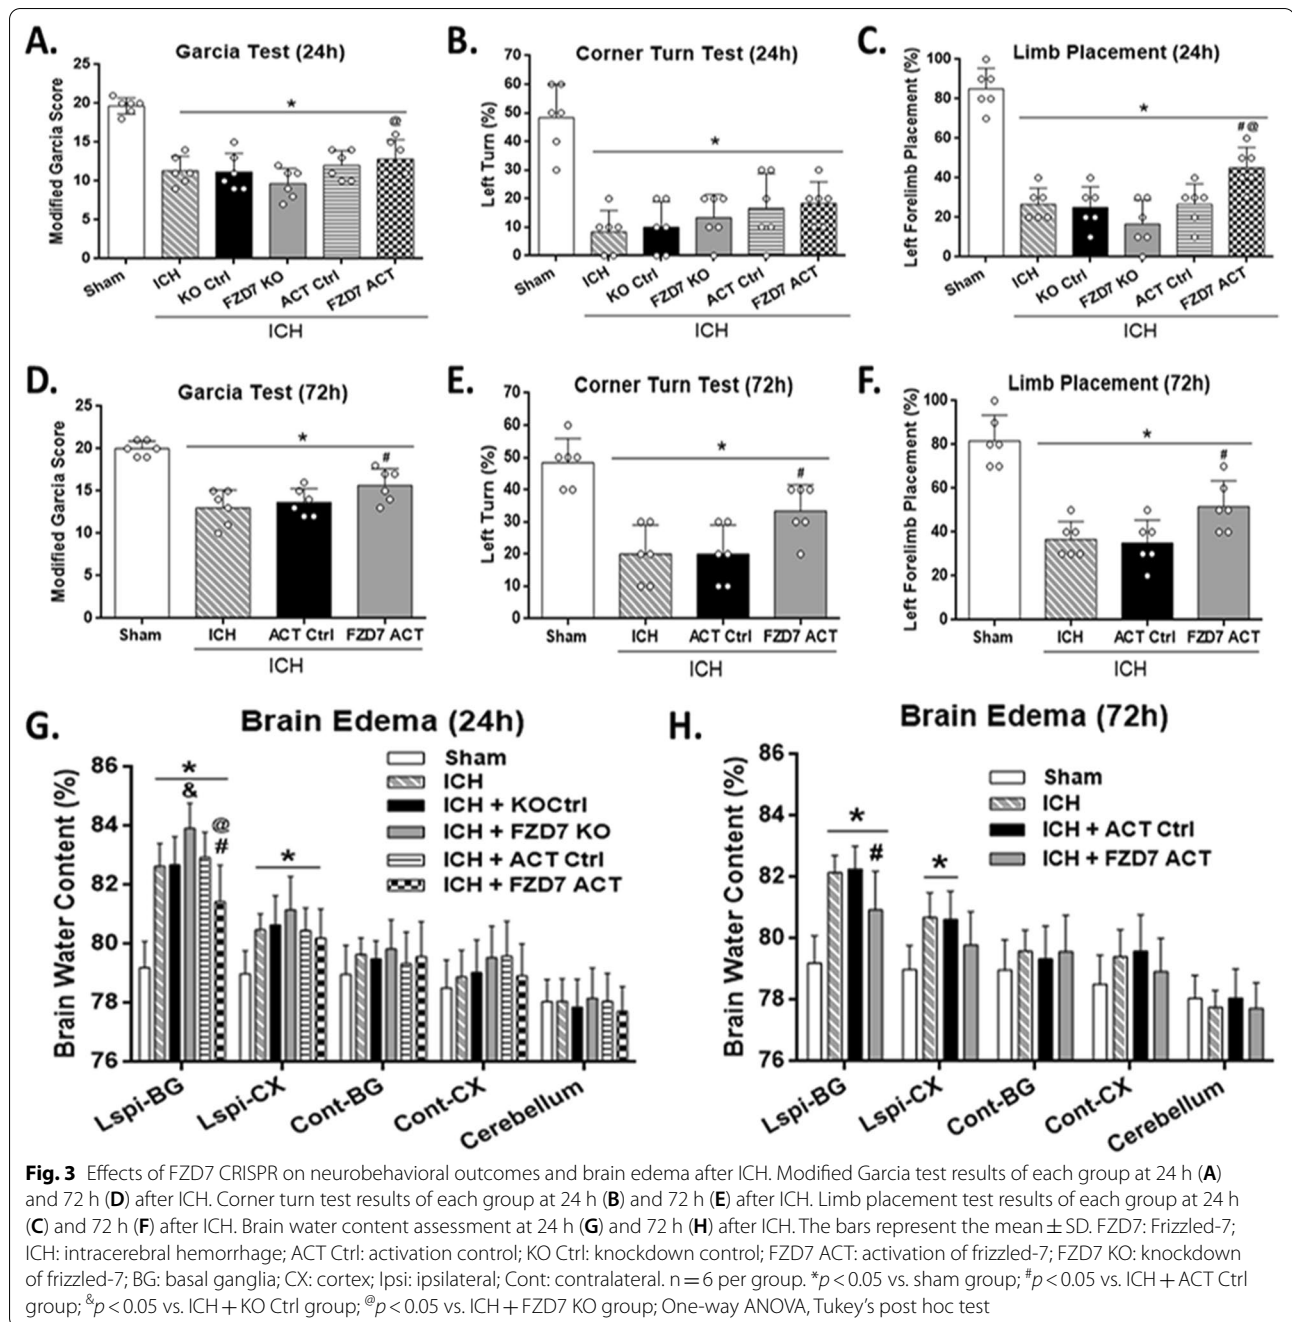 A.
Garcia Test (24h)
Modified Garcia Score
25
20
15
10
5
0
*
@
Sham
ICH
KO Ctrl
FZD7 KO
ACT Ctrl
FZD7 ACT
ICH
B.
Corner Turn Test (24h)
Left Turn (%)
70
60
50
40
30
20
10
0
*
Sham
ICH
KO Ctrl
FZD7 KO
ACT Ctrl
FZD7 ACT
ICH
C.
Limb Placement (24h)
Left Forelimb Placement (%)
100
80
60
40
20
0
*
# @
Sham
ICH
KO Ctrl
FZD7 KO
ACT Ctrl
FZD7 ACT
ICH
D.
Garcia Test (72h)
Modified Garcia Score
25
20
15
10
5
0
*
#
Sham
ICH
ACT Ctrl
FZD7 ACT
ICH
E.
Corner Turn Test (72h)
Left Turn (%)
70
60
50
40
30
20
10
0
*
#
Sham
ICH
ACT Ctrl
FZD7 ACT
ICH
F.
Limb Placement (72h)
Left Forelimb Placement (%)
100
80
60
40
20
0
*
#
Sham
ICH
ACT Ctrl
FZD7 ACT
ICH
G.
Brain Edema (24h)
Brain Water Content (%)
86
84
82
80
78
76
*
&
@
#
*
Sham
ICH
ICH + KOCtrl
ICH + FZD7 KO
ICH + ACT Ctrl
ICH + FZD7 ACT
Lspi-BG
Lspi-CX
Cont-BG
Cont-CX
Cerebellum
H.
Brain Edema (72h)
Brain Water Content (%)
86
84
82
80
78
76
*
#
*
Sham
ICH
ICH + ACT Ctrl
ICH + FZD7 ACT
Lspi-BG
Lspi-CX
Cont-BG
Cont-CX
Cerebellum
Fig. 3 Effects of FZD7 CRISPR on neurobehavioral outcomes and brain edema after ICH. Modified Garcia test results of each group at 24 h (A)
and 72 h (D) after ICH. Corner turn test results of each group at 24 h (B) and 72 h (E) after ICH. Limb placement test results of each group at 24 h
(C) and 72 h (F) after ICH. Brain water content assessment at 24 h (G) and 72 h (H) after ICH. The bars represent the mean ± SD. FZD7: Frizzled-7;
ICH: intracerebral hemorrhage; ACT Ctrl: activation control; KO Ctrl: knockdown control; FZD7 ACT: activation of frizzled-7; FZD7 KO: knockdown
of frizzled-7; BG: basal ganglia; CX: cortex; Ipsi: ipsilateral; Cont: contralateral. n = 6 per group. *p < 0.05 vs. sham group; #p < 0.05 vs. ICH + ACT Ctrl
group; &p < 0.05 vs. ICH + KO Ctrl group; @p < 0.05 vs. ICH + FZD7 KO group; One-way ANOVA, Tukey's post hoc test